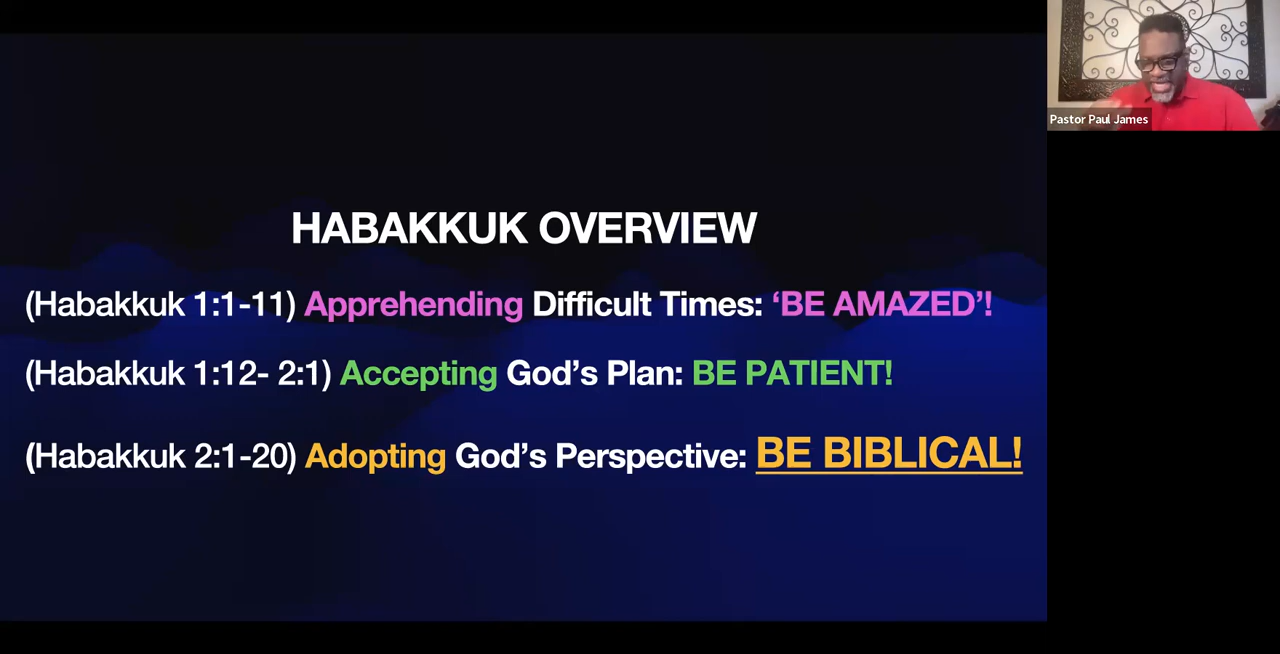 HABAKKUK OVERVIEW
(Habakkuk 1:1-11) Apprehending Difficult Times: ‘BE AMAZED’!
(Habakkuk 1:12- 2:1) Accepting God’s Plan: BE PATIENT!
(Habakkuk 2:1-20) Adopting God’s Perspective: BE BIBLICAL!
Pastor Paul James